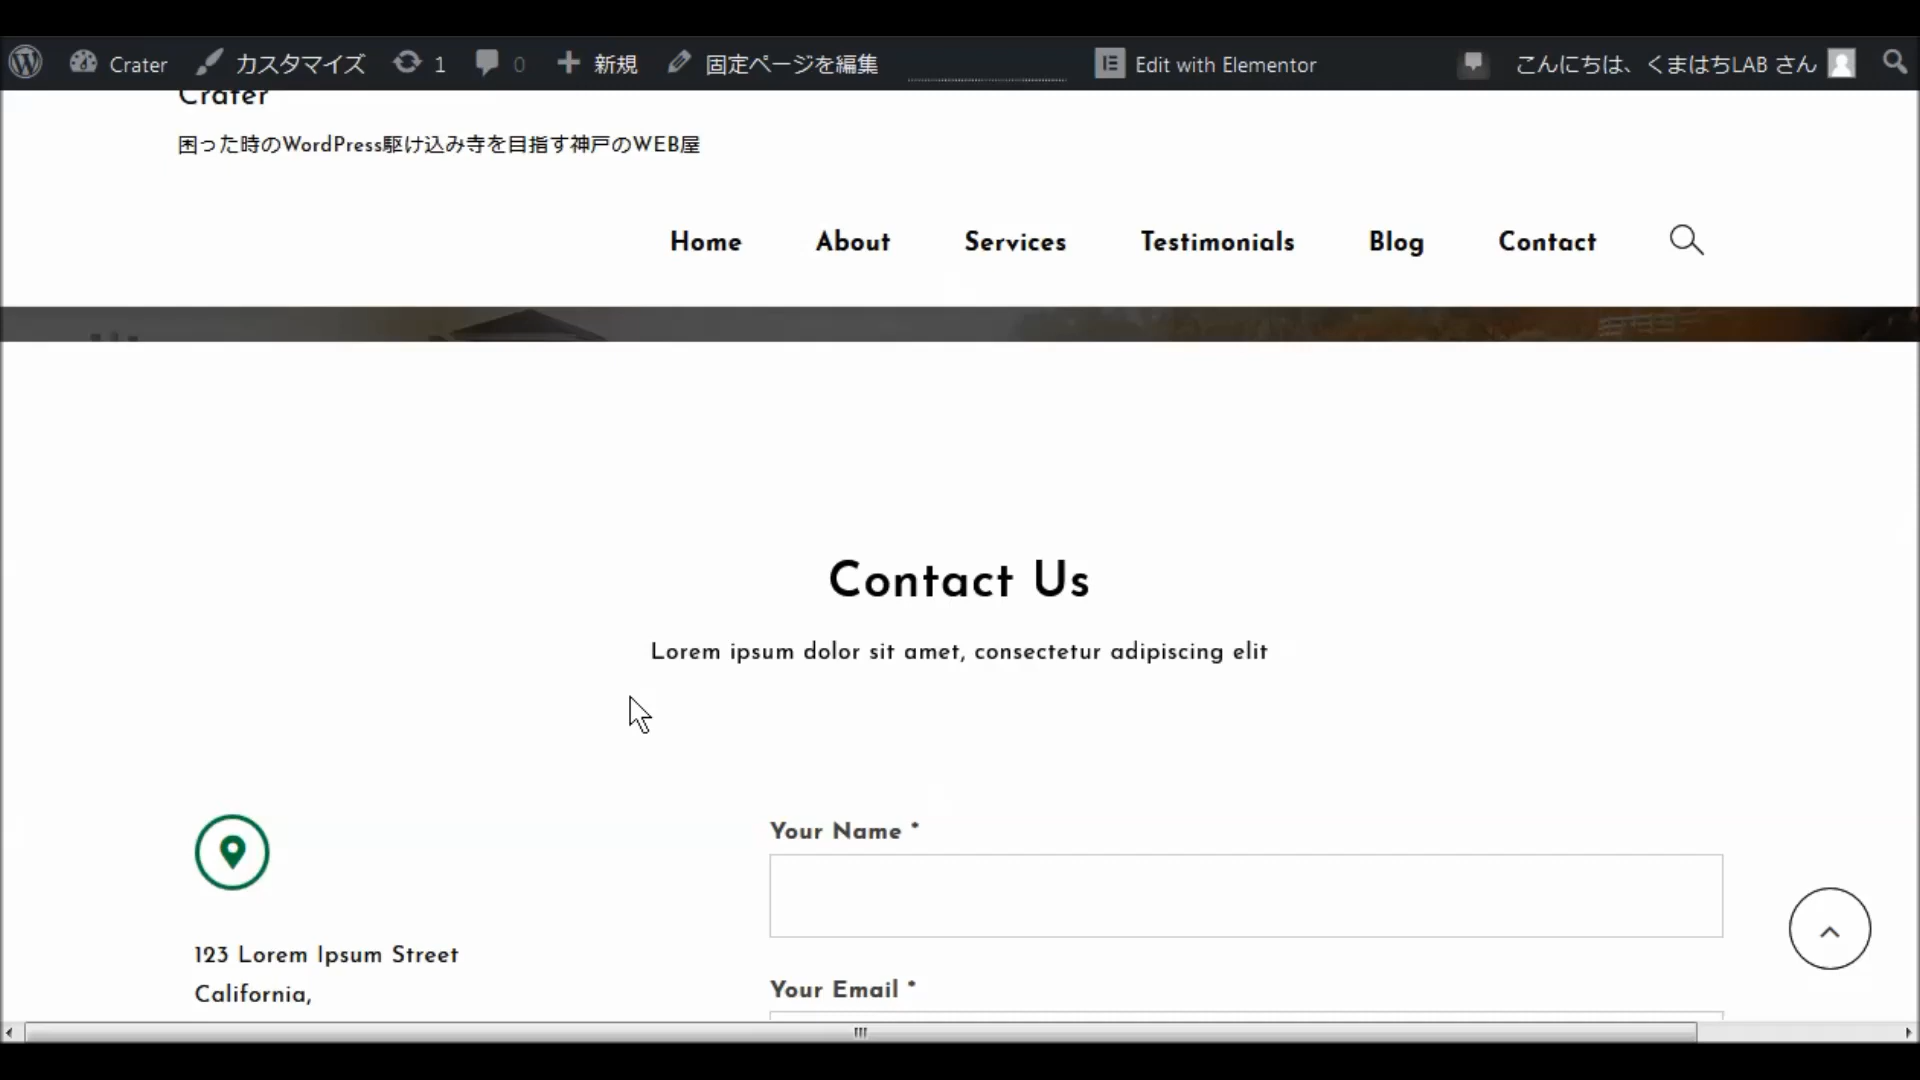 Crater カスタマイズ 1 0 新規 固定ページを編集 Edit with Elementor こんにちは、くまはちLAB さん
Crater
困った時のWordPress駆け込み寺を目指す神戸のWEB屋
Home About Services Testimonials Blog Contact
Contact Us
Lorem ipsum dolor sit amet, consectetur adipiscing elit
123 Lorem Ipsum Street
California,
Your Name *
Your Email *